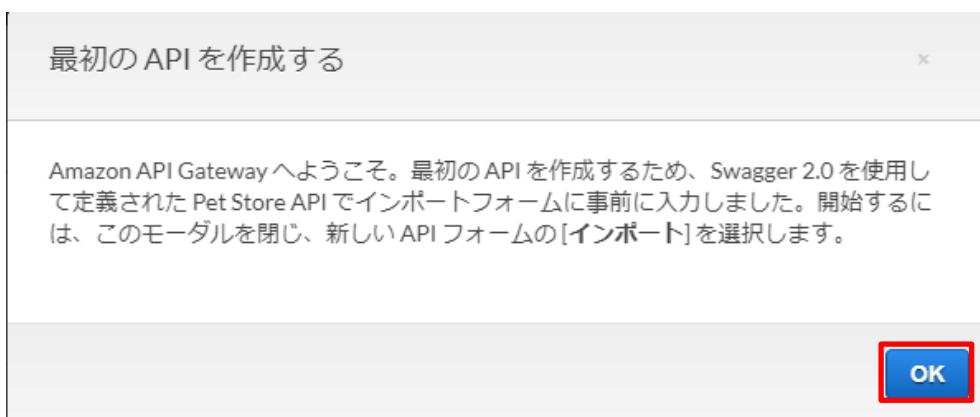 最初の API を作成する
×
Amazon API Gateway へようこそ。最初の API を作成するため、Swagger 2.0 を使用し
て定義された Pet Store API でインポートフォームに事前に入力しました。開始するに
は、このモーダルを閉じ、新しい API フォームの [インポート] を選択します。
OK